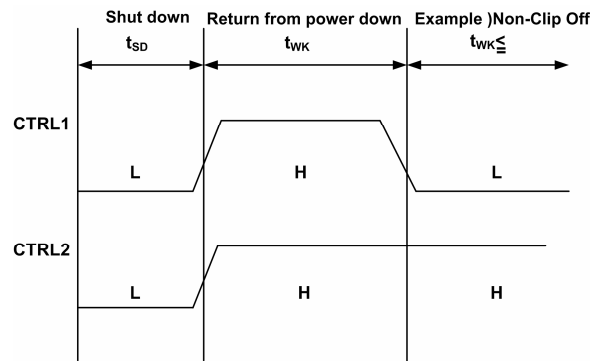 Shut down
Return from power down
Example )Non-Clip Off
tSD
tWK
tWK≦
CTRL1
L
H
L
CTRL2
L
H
H